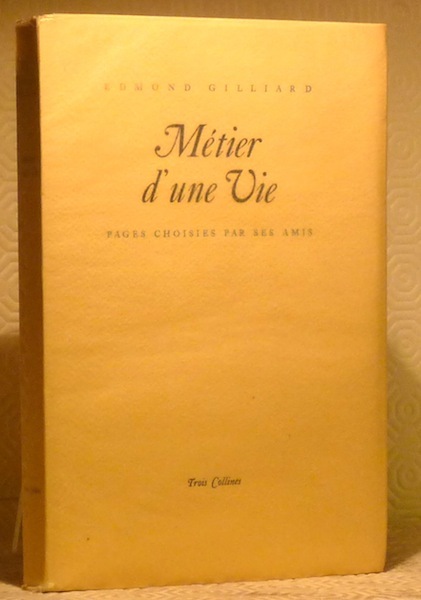 EDMOND GILLIARD
Métier
d'une Vie
PAGES CHOISIES PAR SES AMIS
Trois Collines